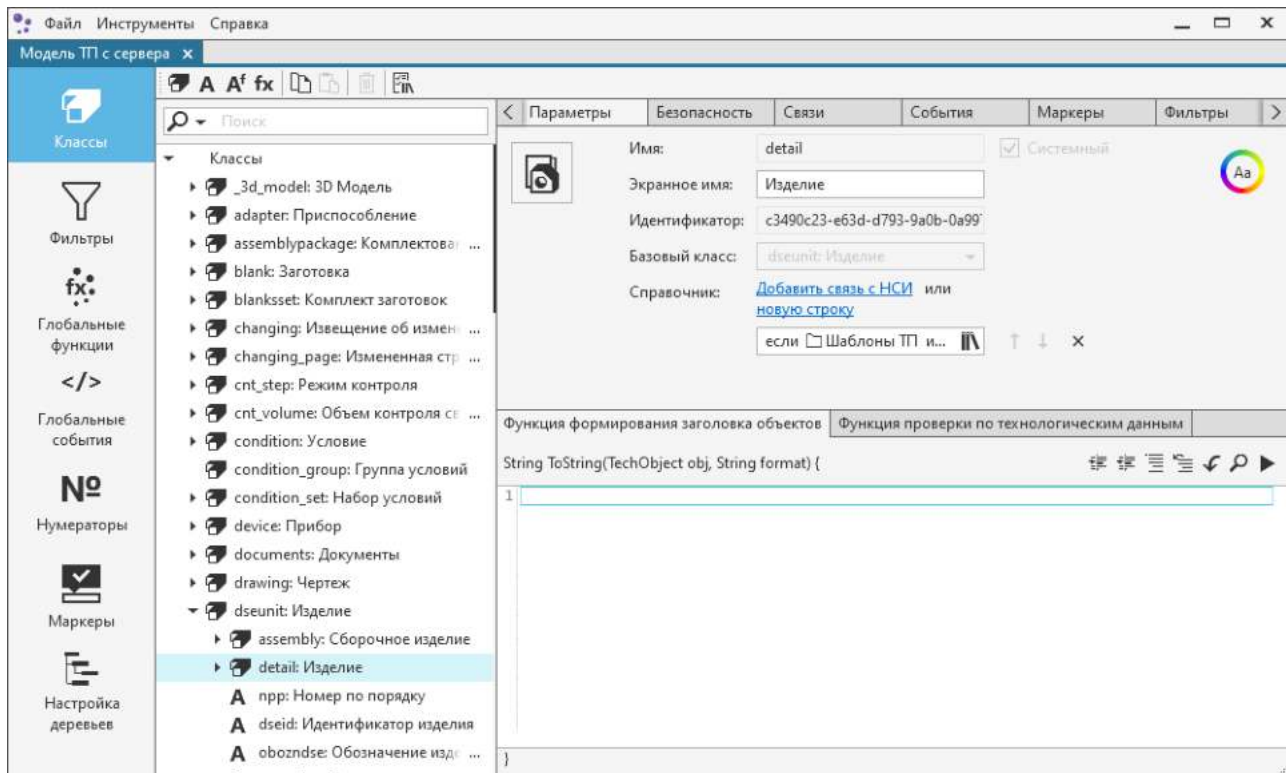 Файл Инструменты Справка
Модель ТП с сервера x
A Aᶠ fx
Классы
Фильтры
fx
Глобальные
функции
</>
Глобальные
события
№
Нумераторы
Маркеры
Настройка
деревьев
Поиск
Классы
_3d_model: 3D Модель
adapter: Приспособление
assemblypackage: Комплектова ...
blank: Заготовка
blanksset: Комплект заготовок
changing: Извещение об измен ...
changing_page: Измененная стр ...
cnt_step: Режим контроля
cnt_volume: Объем контроля с ...
condition: Условие
condition_group: Группа условий
condition_set: Набор условий
device: Прибор
documents: Документы
drawing: Чертеж
dseunit: Изделие
assembly: Сборочное изделие
detail: Изделие
A npp: Номер по порядку
A dseid: Идентификатор изделия
A obozndse: Обозначение изд ...
< Параметры Безопасность Связи События Маркеры Фильтры >
Имя: detail Системный
Aa
Экранное имя: Изделие
Идентификатор: c3490c23-e63d-d793-9a0b-0a99
Базовый класс: dseunit: Изделие
Справочник: Добавить связь с НСИ или
новую строку
если Шаблоны ТП и...
Функция формирования заголовка объектов Функция проверки по технологическим данным
String ToString(TechObject obj, String format) {
1
}